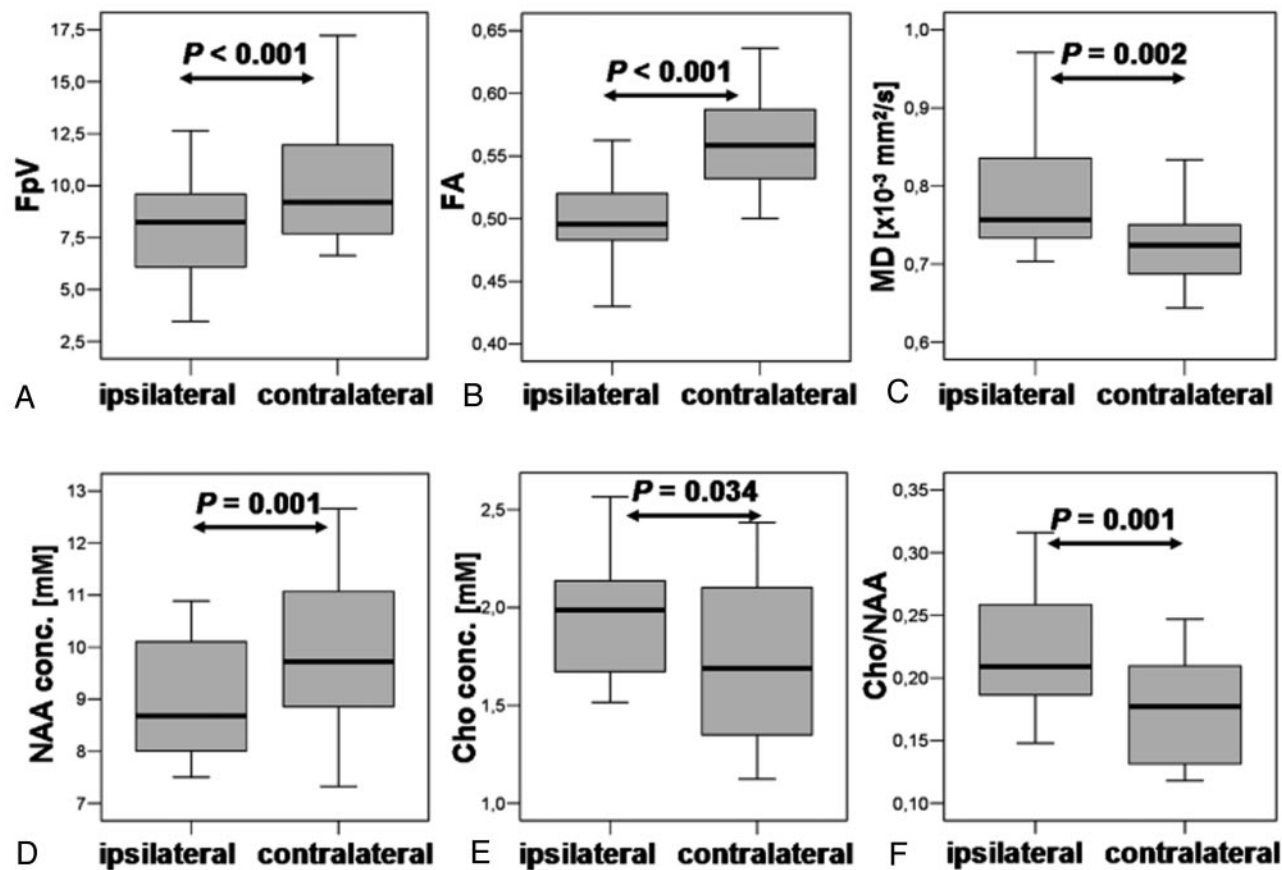 17,5
15,0
12,5
10,0
7,5
5,0
2,5
FpV
P < 0.001
ipsilateral contralateral
A
0,65
0,60
0,55
0,50
0,45
0,40
FA
P < 0.001
ipsilateral contralateral
B
1,0
0,9
0,8
0,7
0,6
MD [x10⁻³ mm²/s]
P = 0.002
ipsilateral contralateral
C
13
12
11
10
9
8
7
NAA conc. [mM]
P = 0.001
ipsilateral contralateral
D
2,5
2,0
1,5
1,0
Cho conc. [mM]
P = 0.034
ipsilateral contralateral
E
0,35
0,30
0,25
0,20
0,15
0,10
Cho/NAA
P = 0.001
ipsilateral contralateral
F